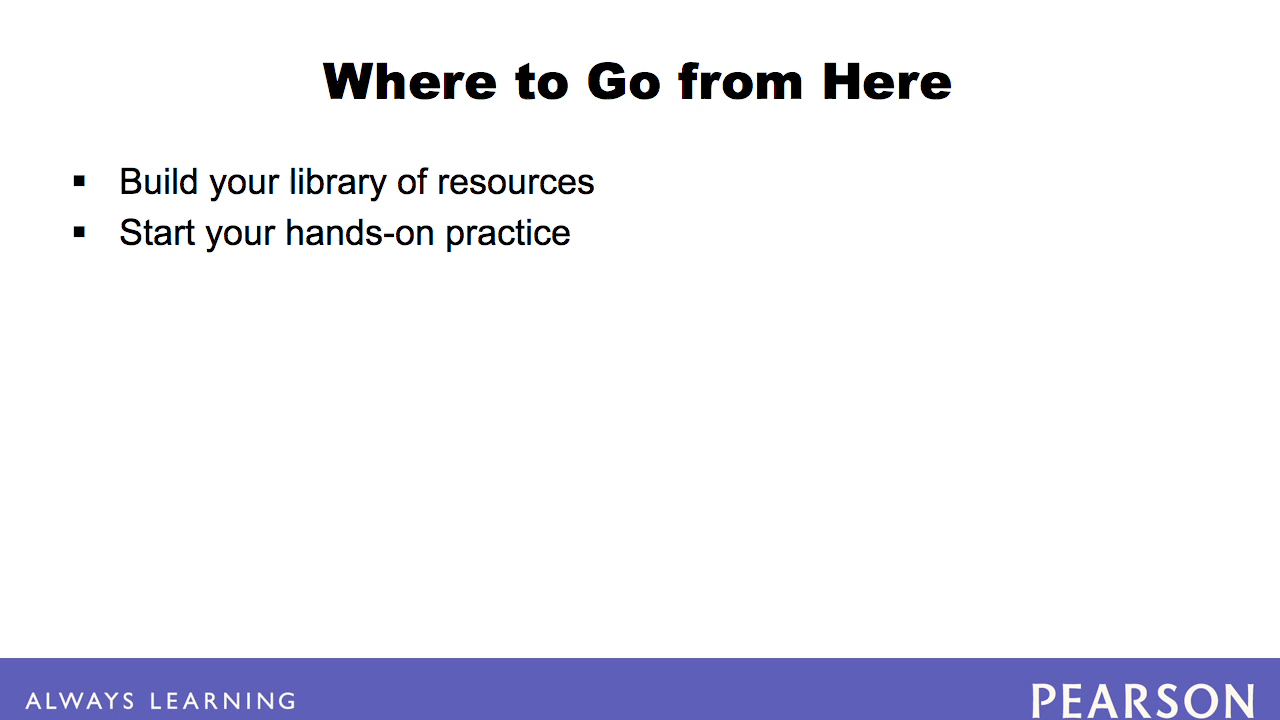 Where to Go from Here
▪ Build your library of resources
▪ Start your hands-on practice
ALWAYS LEARNING
PEARSON